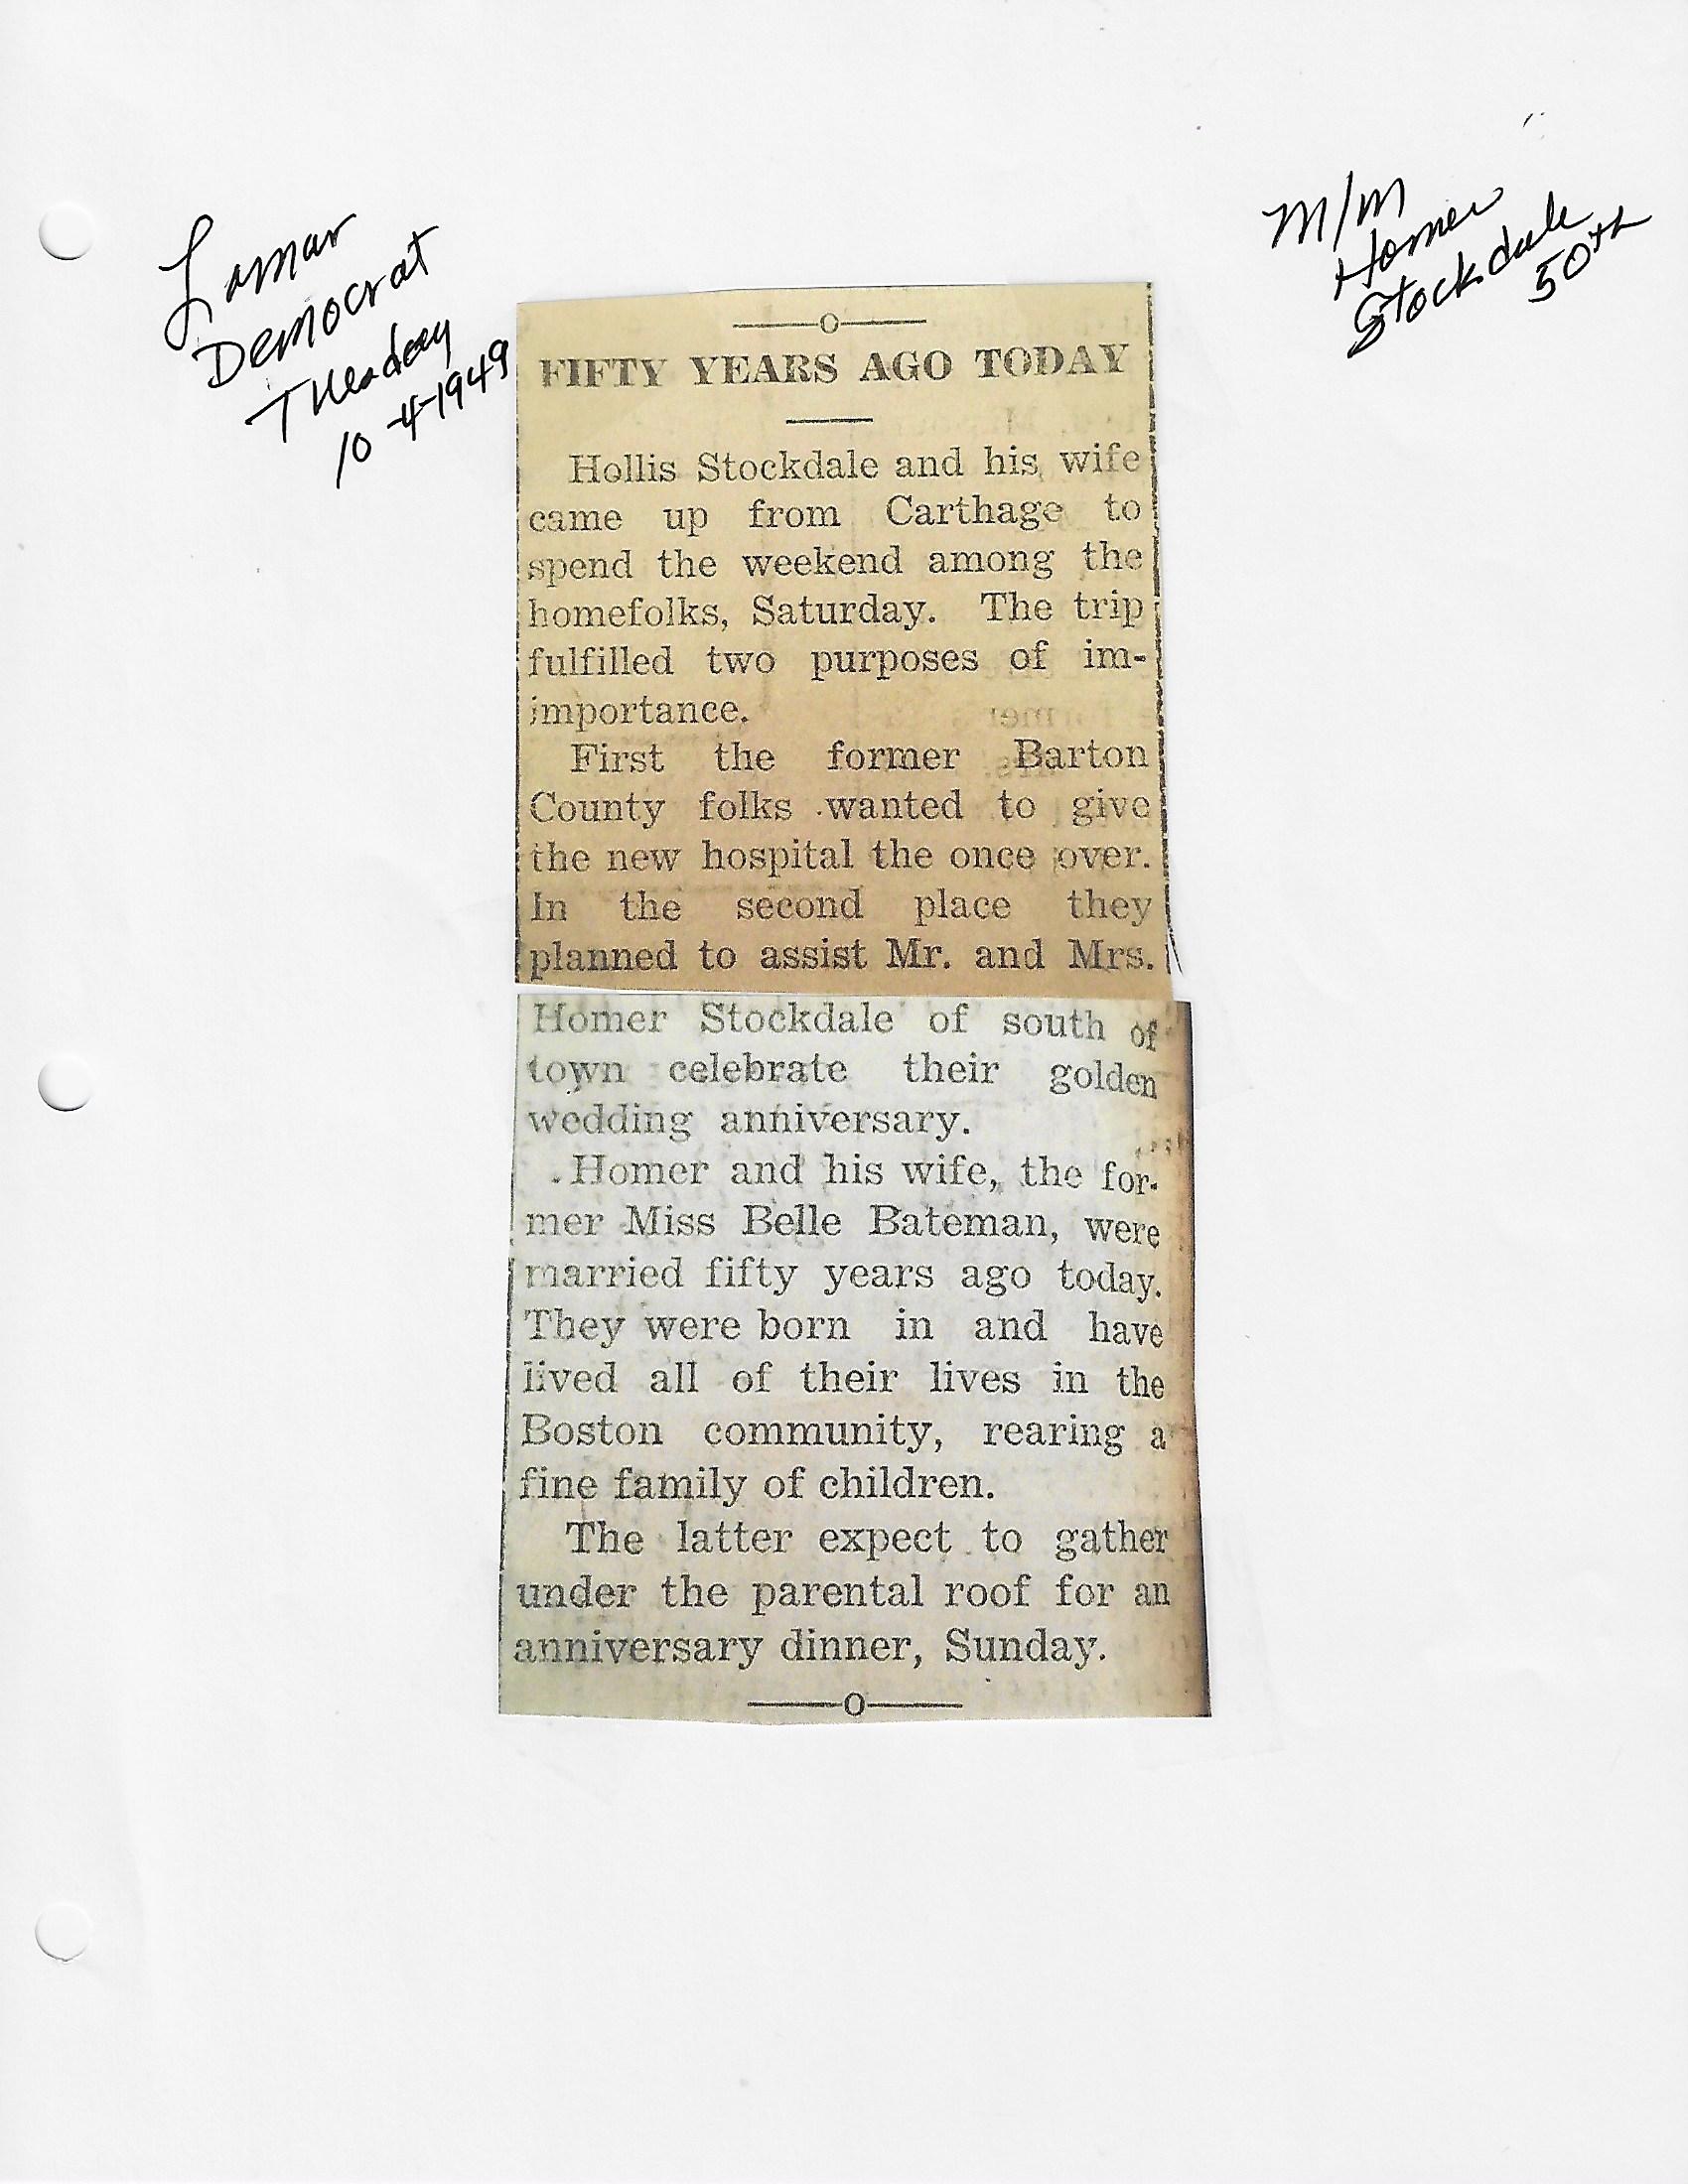 Lamar
Democrat
Tuesday
10-4-1949
M/M
Homer
Stockdale
50th
FIFTY YEARS AGO TODAY
Hollis Stockdale and his wife
came up from Carthage to
spend the weekend among the
homefolks, Saturday. The trip
fulfilled two purposes of im-
importance.
First the former Barton
County folks wanted to give
the new hospital the once over.
In the second place they
planned to assist Mr. and Mrs.
Homer Stockdale of south of
town celebrate their golden
wedding anniversary.
Homer and his wife, the for-
mer Miss Belle Bateman, were
married fifty years ago today.
They were born in and have
lived all of their lives in the
Boston community, rearing a
fine family of children.
The latter expect to gather
under the parental roof for an
anniversary dinner, Sunday.